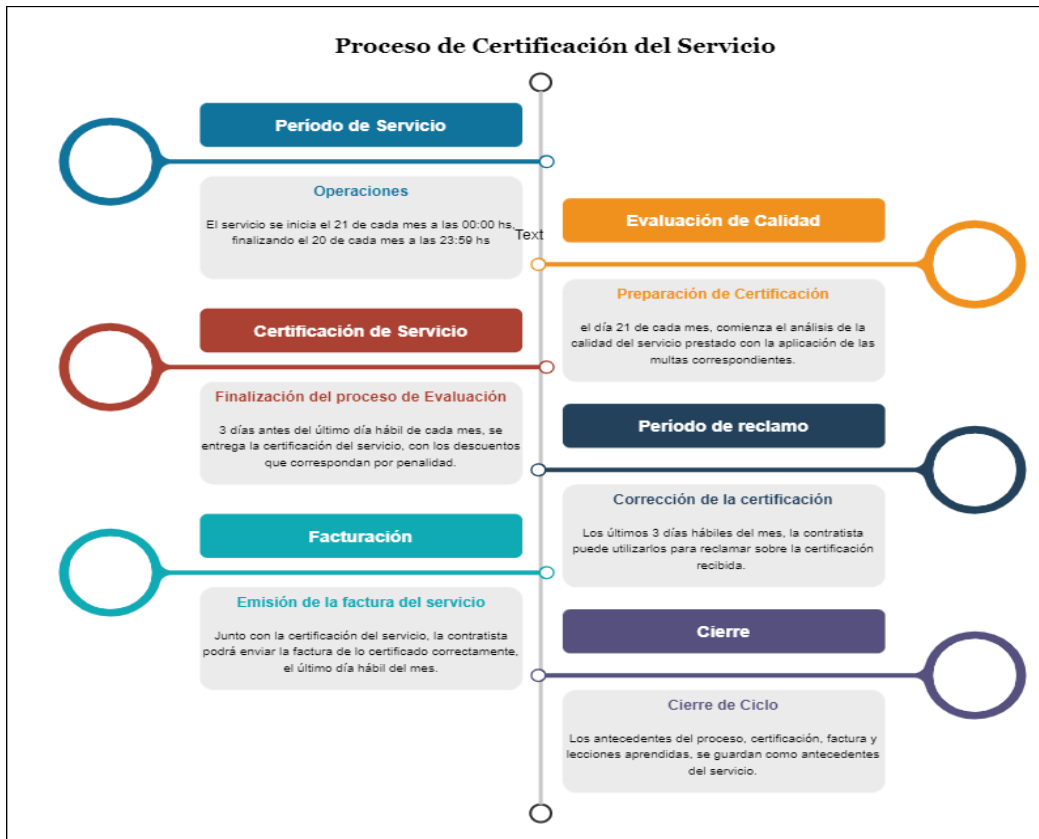 Proceso de Certificación del Servicio
Período de Servicio
Operaciones
El servicio se inicia el 21 de cada mes a las 00:00 hs,
finalizando el 20 de cada mes a las 23:59 hs
Text
Evaluación de Calidad
Preparación de Certificación
el día 21 de cada mes, comienza el análisis de la
calidad del servicio prestado con la aplicación de las
multas correspondientes.
Certificación de Servicio
Finalización del proceso de Evaluación
3 días antes del último día hábil de cada mes, se
entrega la certificación del servicio, con los descuentos
que correspondan por penalidad.
Período de reclamo
Corrección de la certificación
Los últimos 3 días hábiles del mes, la contratista
puede utilizarlos para reclamar sobre la certificación
recibida.
Facturación
Emisión de la factura del servicio
Junto con la certificación del servicio, la contratista
podrá enviar la factura de lo certificado correctamente,
el último día hábil del mes.
Cierre
Cierre de Ciclo
Los antecedentes del proceso, certificación, factura y
lecciones aprendidas, se guardan como antecedentes
del servicio.